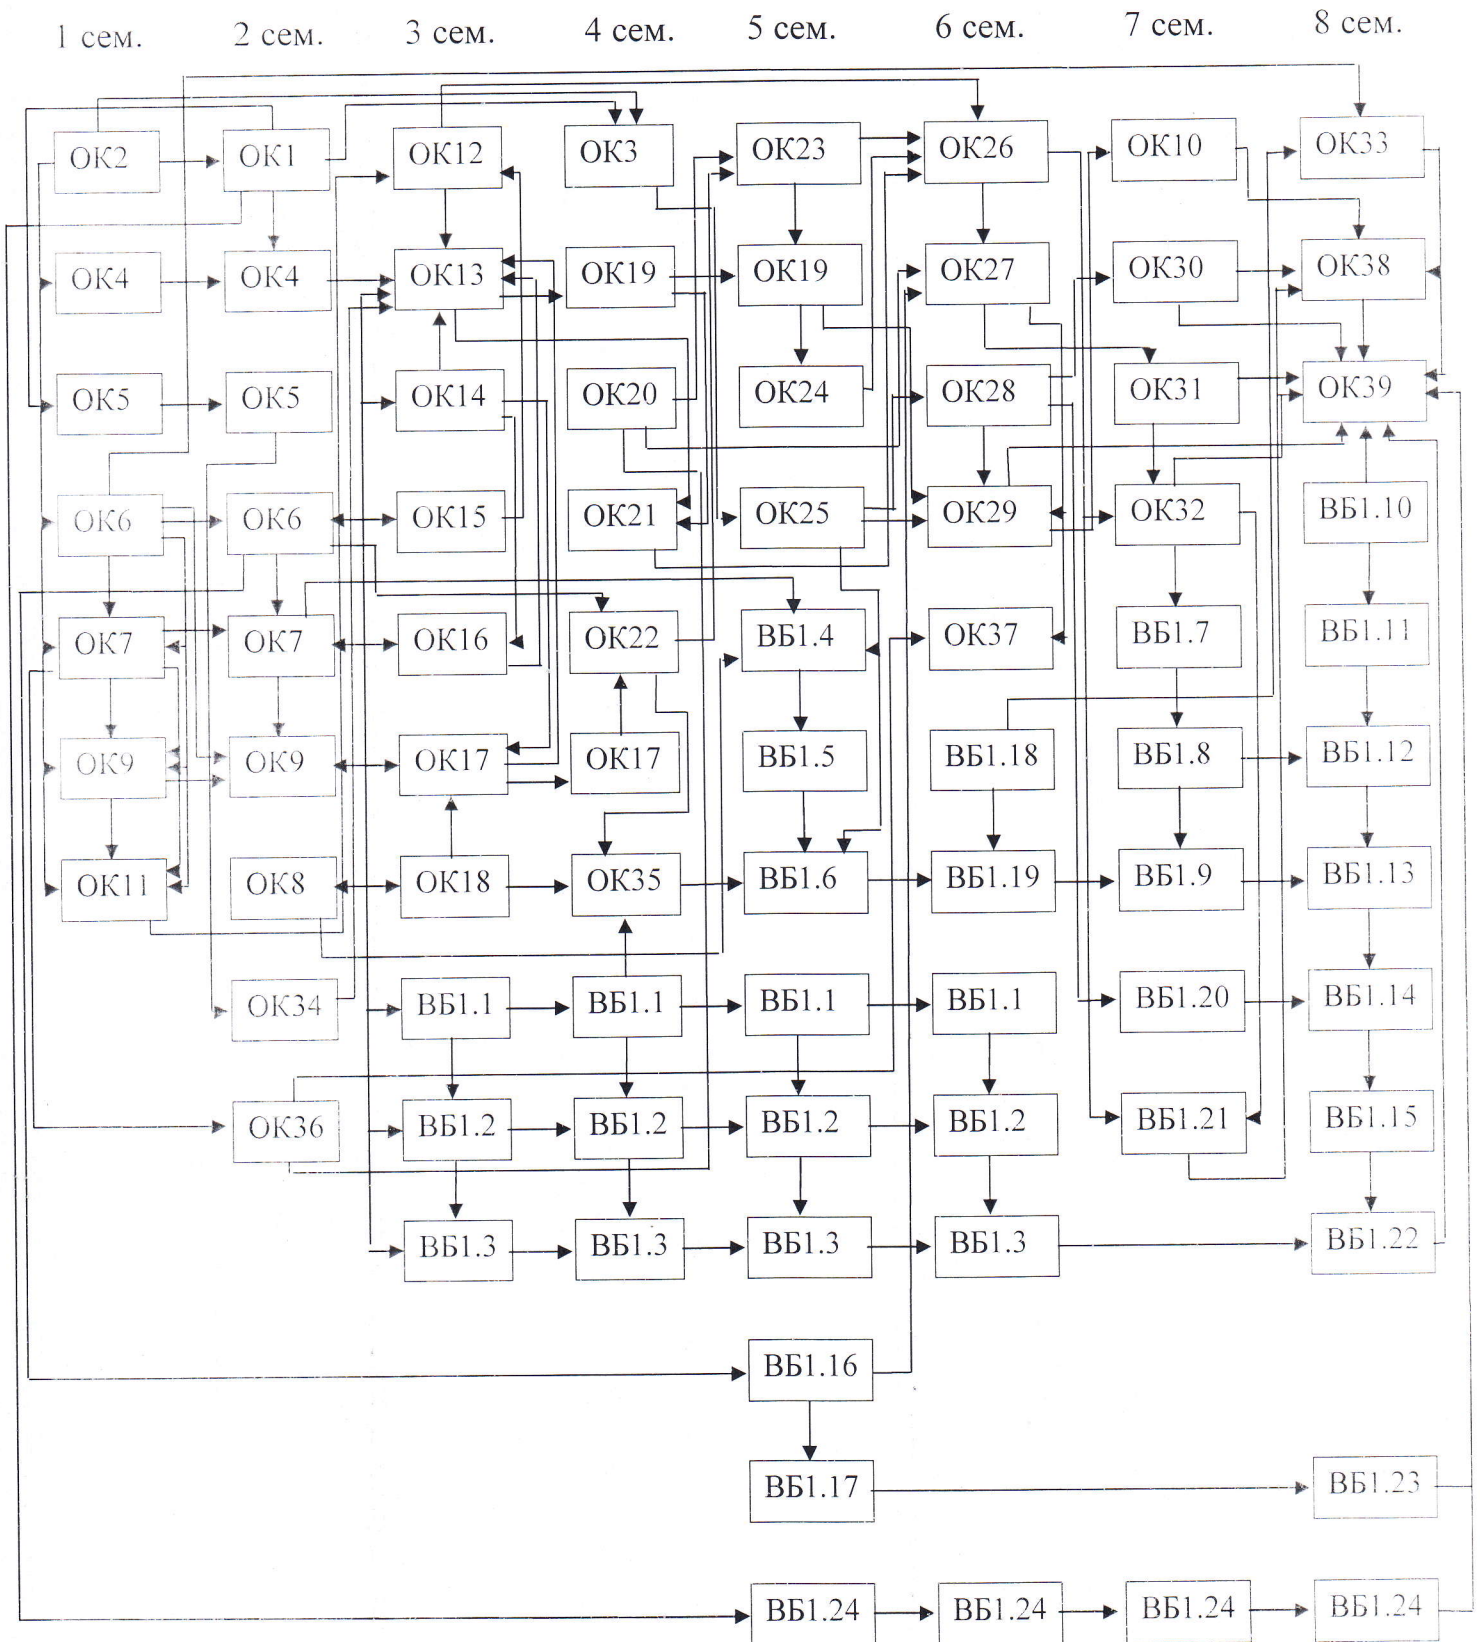 1 сем. 2 сем. 3 сем. 4 сем. 5 сем. 6 сем. 7 сем. 8 сем.
ОК2 ОК1 ОК12 ОК3 ОК23 ОК26 ОК10 ОК33
ОК4 ОК4 ОК13 ОК19 ОК19 ОК27 ОК30 ОК38
ОК5 ОК5 ОК14 ОК20 ОК24 ОК28 ОК31 ОК39
ОК6 ОК6 ОК15 ОК21 ОК25 ОК29 ОК32 ВБ1.10
ОК7 ОК7 ОК16 ОК22 ВБ1.4 ОК37 ВБ1.7 ВБ1.11
ОК9 ОК9 ОК17 ОК17 ВБ1.5 ВБ1.18 ВБ1.8 ВБ1.12
ОК11 ОК8 ОК18 ОК35 ВБ1.6 ВБ1.19 ВБ1.9 ВБ1.13
ОК34 ВБ1.1 ВБ1.1 ВБ1.1 ВБ1.1 ВБ1.20 ВБ1.14
ОК36 ВБ1.2 ВБ1.2 ВБ1.2 ВБ1.2 ВБ1.21 ВБ1.15
ВБ1.3 ВБ1.3 ВБ1.3 ВБ1.3 ВБ1.22
ВБ1.16
ВБ1.17 ВБ1.23
ВБ1.24 ВБ1.24 ВБ1.24 ВБ1.24